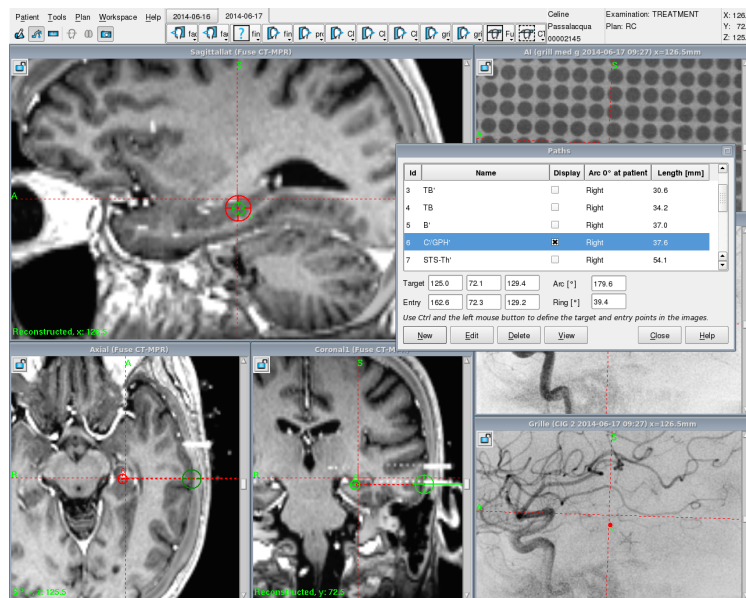 Patient Tools Plan Workspace Help
2014-06-16 2014-06-17
Celine
Passalacqua
00002145
Examination: TREATMENT
Plan: RC
X: 126.
Y: 72.
Z: 125.
Sagittallat (Fuse CT-MPR)
S
A
Reconstructed, x:
AI (grill med g 2014-06-17 09:27) x=126.5mm
Paths
Id Name Display Arc 0° at patient Length [mm]
3 TB' Right 30.6
4 TB Right 34.2
5 B' Right 37.0
6 C'/GPH' Right 37.6
7 STS-Th' Right 54.1
Target 125.0 72.1 129.4 Arc [°] 179.6
Entry 162.6 72.3 129.2 Ring [°] 39.4
Use Ctrl and the left mouse button to define the target and entry points in the images.
New Edit Delete View Close Help
Axial (Fuse CT-MPR)
A
R
125.5
Coronal1 (Fuse CT-M
S
R
Reconstructed, y: 72.5
Grille (CIG 2 2014-06-17 09:27) x=126.5mm